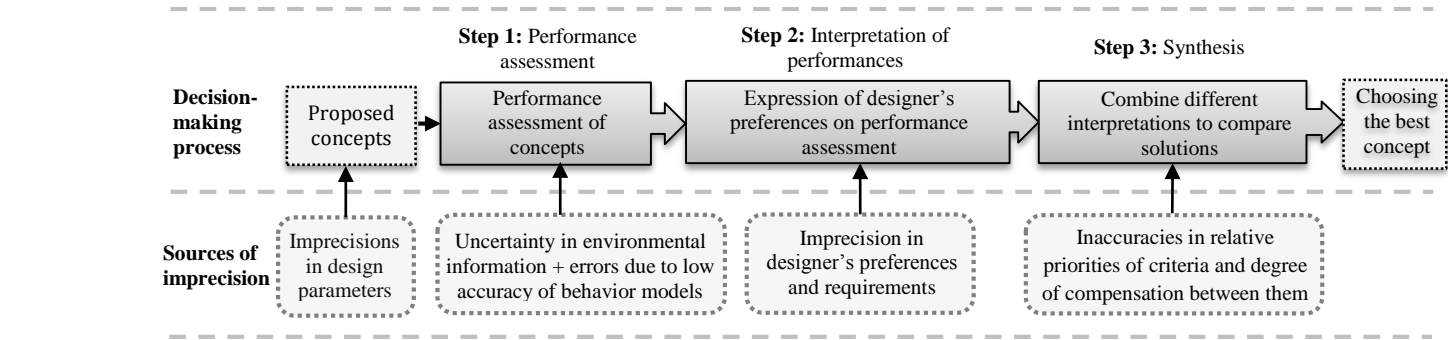 Step 1: Performance
assessment
Step 2: Interpretation of
performances
Step 3: Synthesis
Decision-
making
process
Proposed
concepts
Performance
assessment of
concepts
Expression of designer's
preferences on performance
assessment
Combine different
interpretations to compare
solutions
Choosing
the best
concept
Sources of
imprecision
Imprecisions
in design
parameters
Uncertainty in environmental
information + errors due to low
accuracy of behavior models
Imprecision in
designer's preferences
and requirements
Inaccuracies in relative
priorities of criteria and degree
of compensation between them